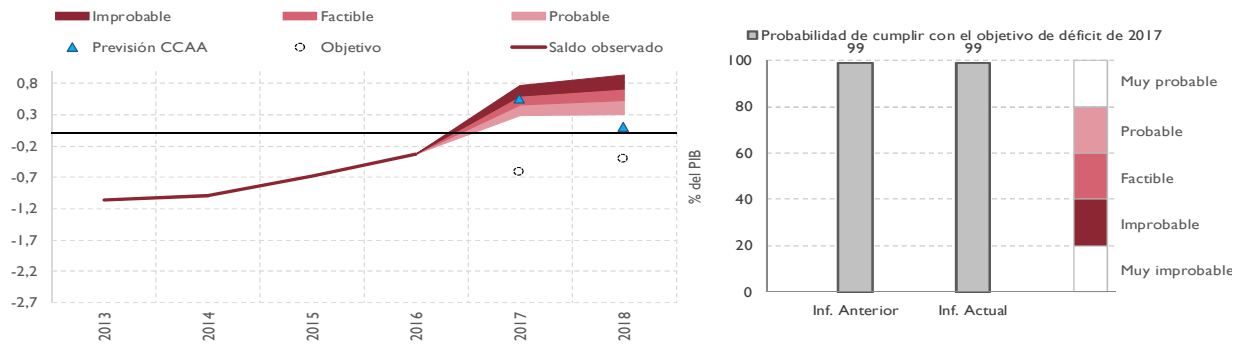 Improbable
Factible
Probable
Previsión CCAA
Objetivo
Saldo observado
0,8
0,3
-0,2
-0,7
-1,2
-1,7
-2,2
-2,7
2013
2014
2015
2016
2017
2018
% del PIB
Probabilidad de cumplir con el objetivo de déficit de 2017
99
99
100
80
60
40
20
0
Inf. Anterior
Inf. Actual
Muy probable
Probable
Factible
Improbable
Muy improbable